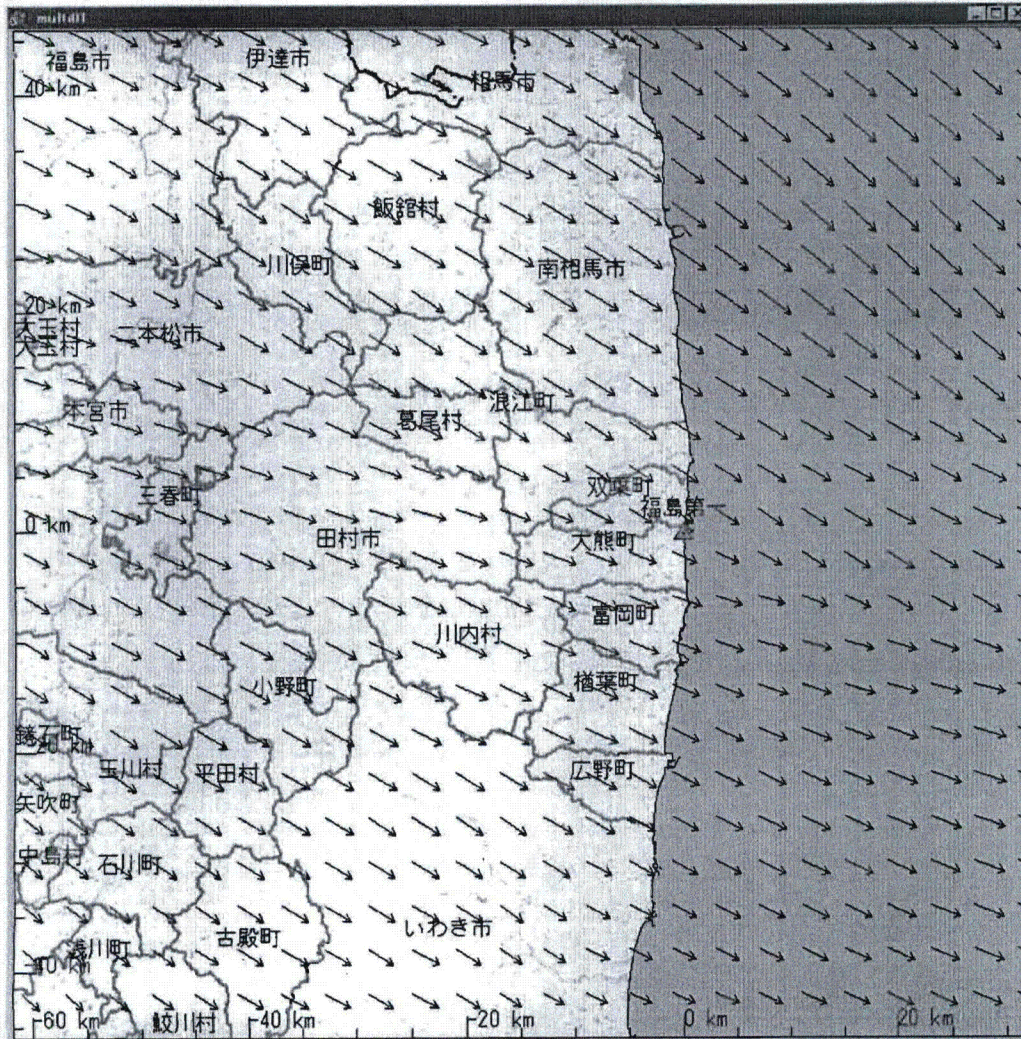 multi01
福島市
伊達市
相馬市
40 km
飯舘村
川俣町
南相馬市
20 km
大玉村
大玉村
二本松市
本宮市
葛尾村
浪江町
三春町
双葉町
福島第一
0 km
田村市
大熊町
川内村
富岡町
小野町
楢葉町
鏡石町
玉川村
平田村
広野町
矢吹町
中島村
石川町
浅川町
古殿町
いわき市
-60 km
鮫川村
-40 km
-20 km
0 km
20 km